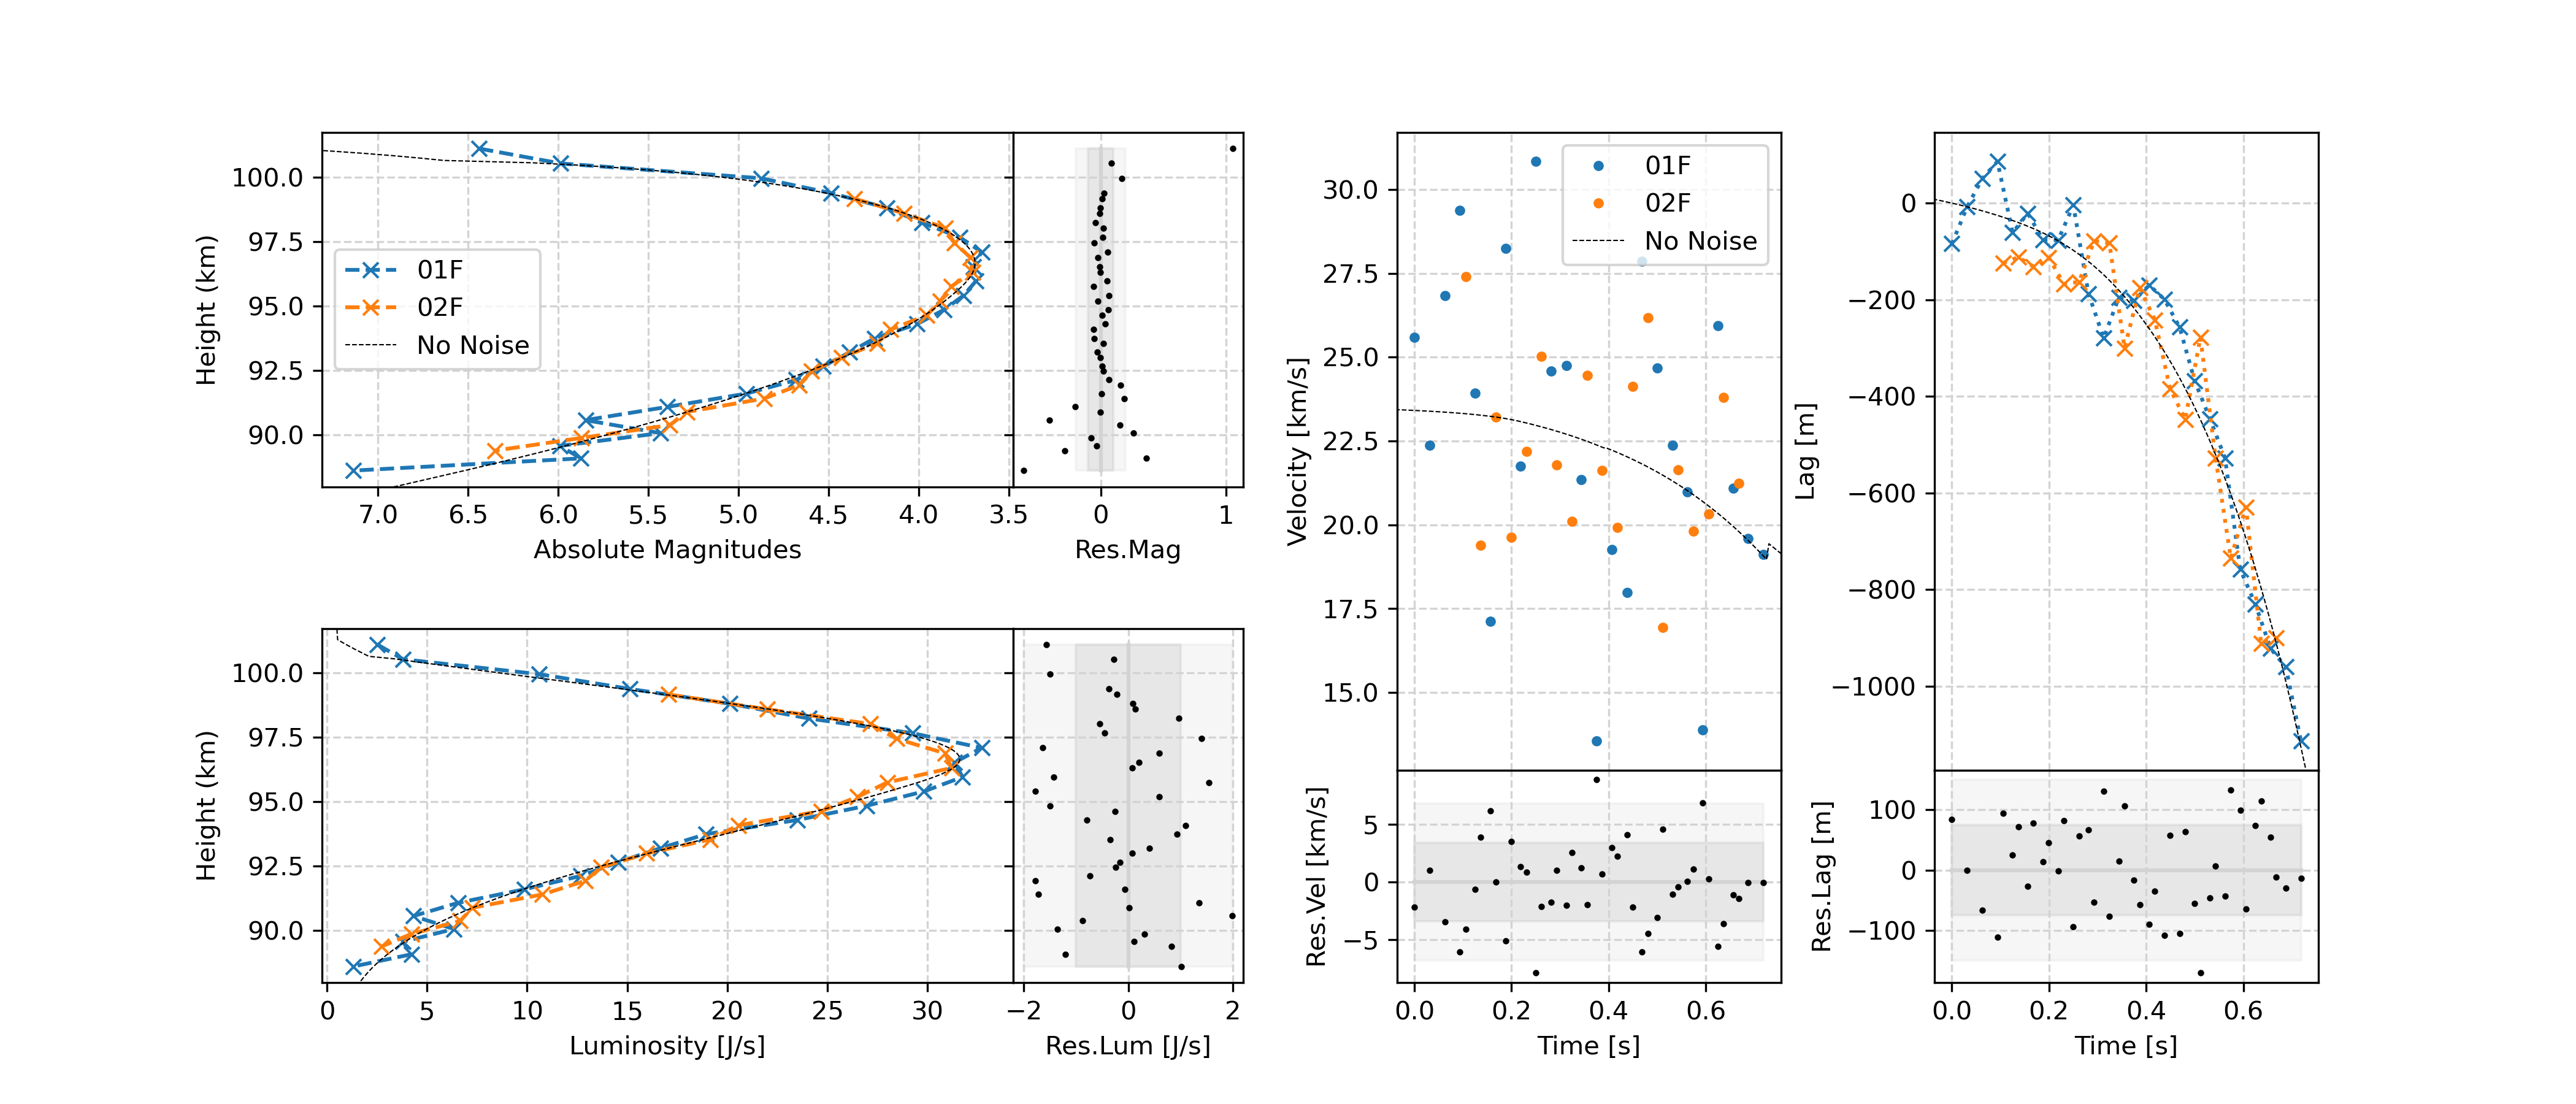 100.0
97.5
95.0
92.5
90.0
Height (km)
01F
02F
No Noise
7.0 6.5 6.0 5.5 5.0 4.5 4.0 3.5
Absolute Magnitudes
0 1
Res.Mag
100.0
97.5
95.0
92.5
90.0
Height (km)
0 5 10 15 20 25 30
Luminosity [J/s]
−2 0 2
Res.Lum [J/s]
30.0
27.5
25.0
22.5
20.0
17.5
15.0
Velocity [km/s]
01F
02F
No Noise
5
0
−5
Res.Vel [km/s]
0.0 0.2 0.4 0.6
Time [s]
0
−200
−400
−600
−800
−1000
Lag [m]
100
0
−100
Res.Lag [m]
0.0 0.2 0.4 0.6
Time [s]